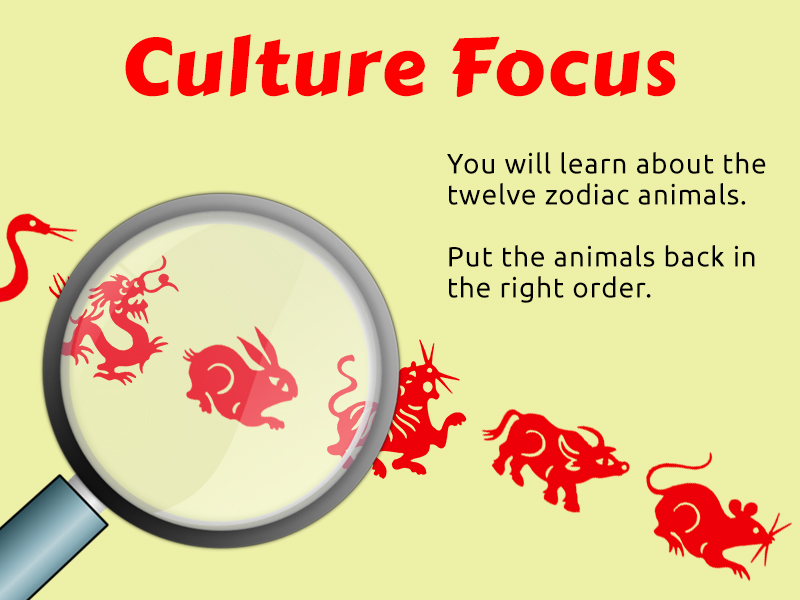 Culture Focus
You will learn about the
twelve zodiac animals.
Put the animals back in
the right order.